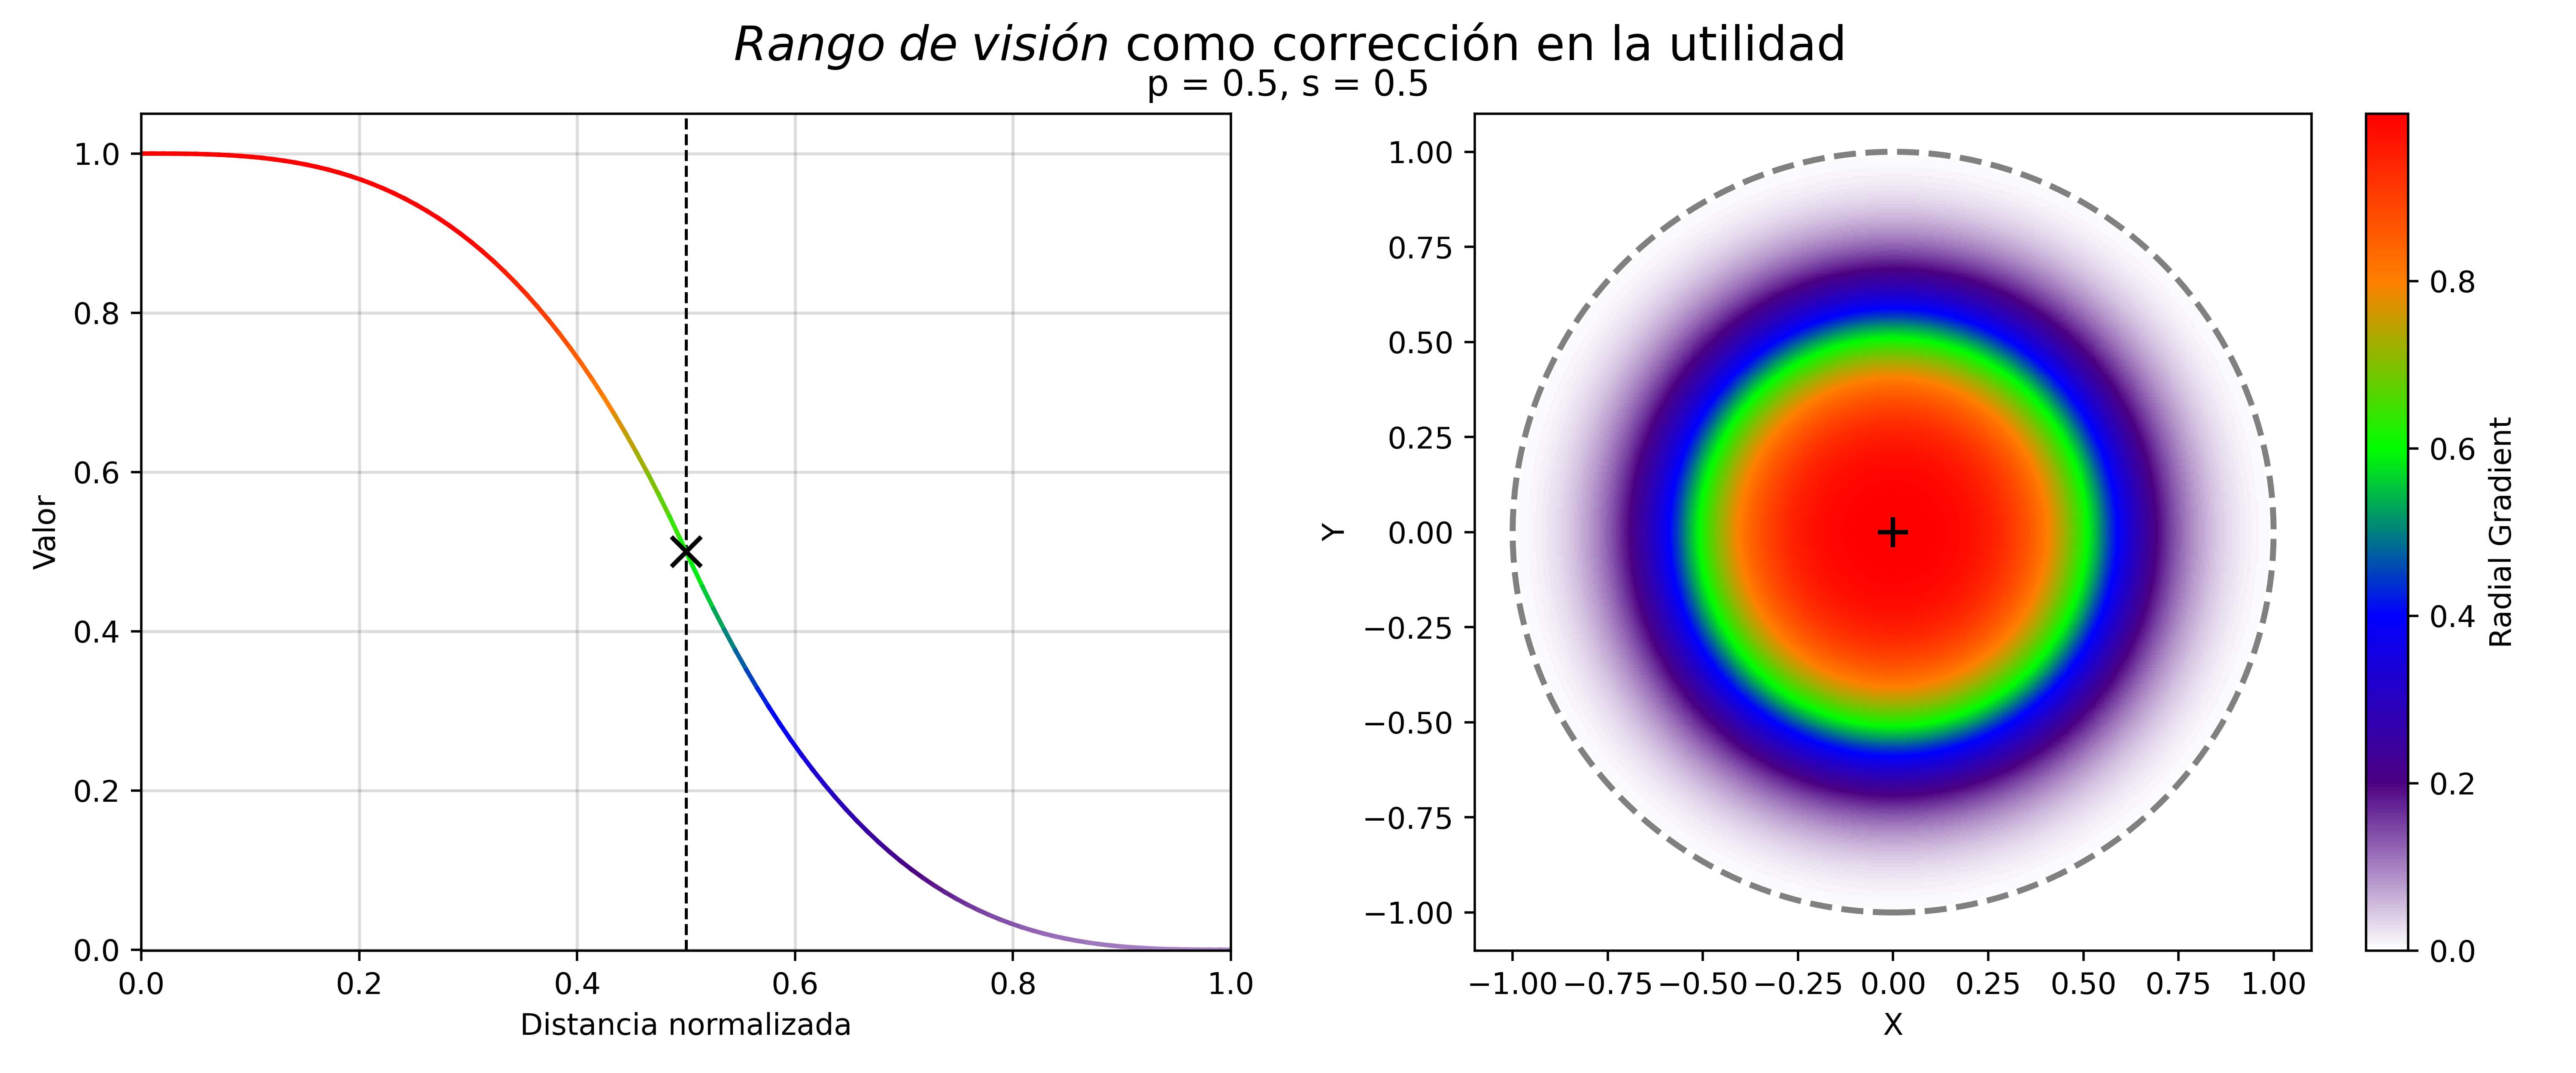 Rango de visión como corrección en la utilidad
p = 0.5, s = 0.5
1.0
0.8
0.6
0.4
0.2
0.0
Valor
0.0 0.2 0.4 0.6 0.8 1.0
Distancia normalizada
1.00
0.75
0.50
0.25
0.00
−0.25
−0.50
−0.75
−1.00
Y
−1.00 −0.75 −0.50 −0.25 0.00 0.25 0.50 0.75 1.00
X
0.8
0.6
0.4
0.2
0.0
Radial Gradient